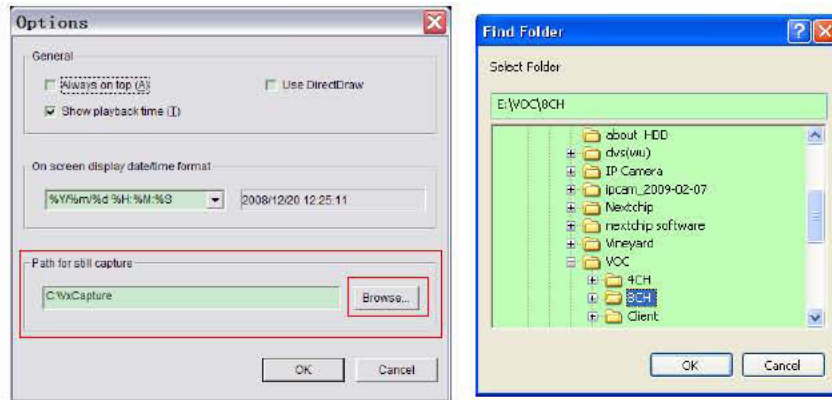 Options
General
Always on top (A)
Use DirectDraw
Show playback time (T)
On screen display date/time format
%Y/%m/%d %H:%M:%S
2008/12/20 12:25:11
Path for still capture
C:\VxCapture
Browse...
OK
Cancel
Find Folder
Select Folder
E:\VOC\8CH
about HDD
dvs(wu)
IP Camera
ipcam_2009-02-07
Nextchip
nextchip software
Vineyard
VOC
4CH
8CH
Client
OK
Cancel